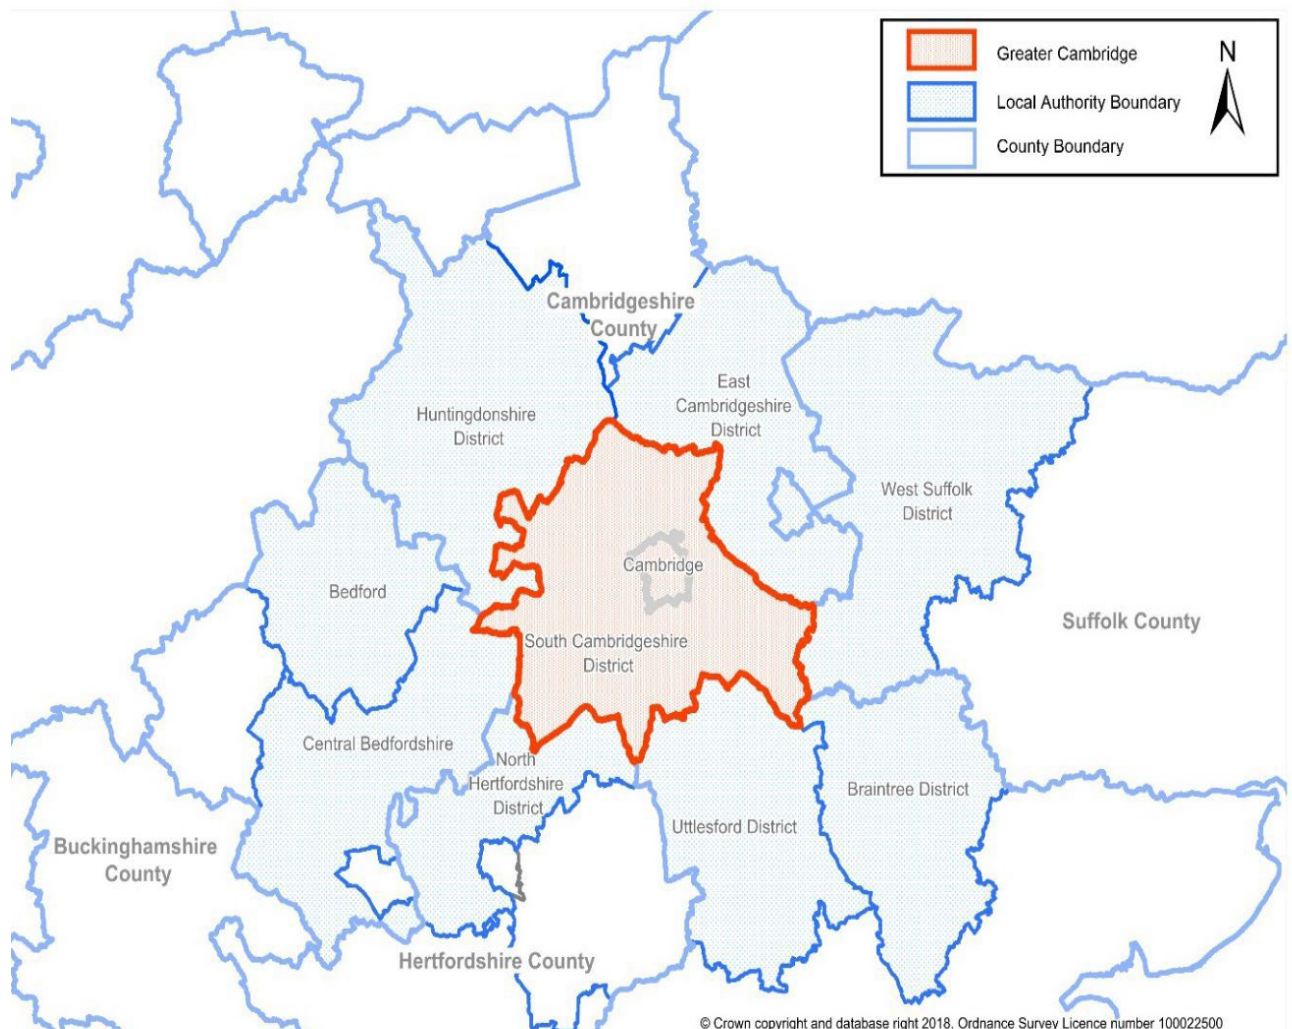 Greater Cambridge
N
Local Authority Boundary
County Boundary
Cambridgeshire
County
East
Cambridgeshire
District
Huntingdonshire
District
West Suffolk
District
Cambridge
Bedford
Suffolk County
South Cambridgeshire
District
Central Bedfordshire
North
Hertfordshire
District
Braintree District
Uttlesford District
Buckinghamshire
County
Hertfordshire County
© Crown copyright and database right 2018. Ordnance Survey Licence number 100022500